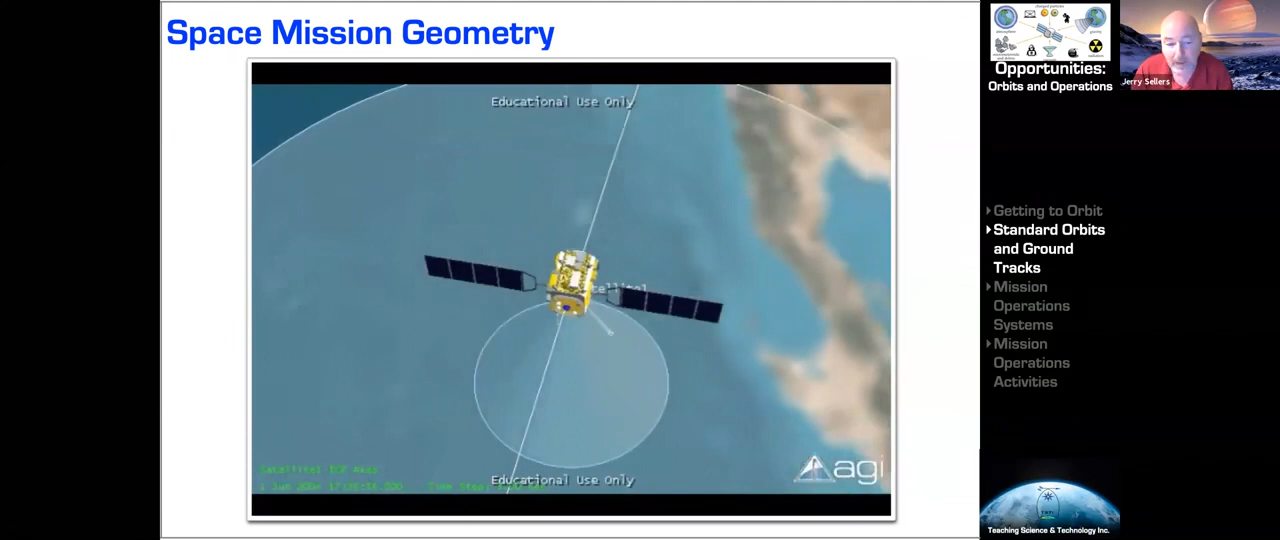 Space Mission Geometry
Educational Use Only
agi
Educational Use Only
Opportunities:
Orbits and Operations
Jerry Sellers
Getting to Orbit
Standard Orbits
and Ground
Tracks
Mission
Operations
Systems
Mission
Operations
Activities
Teaching Science & Technology Inc.